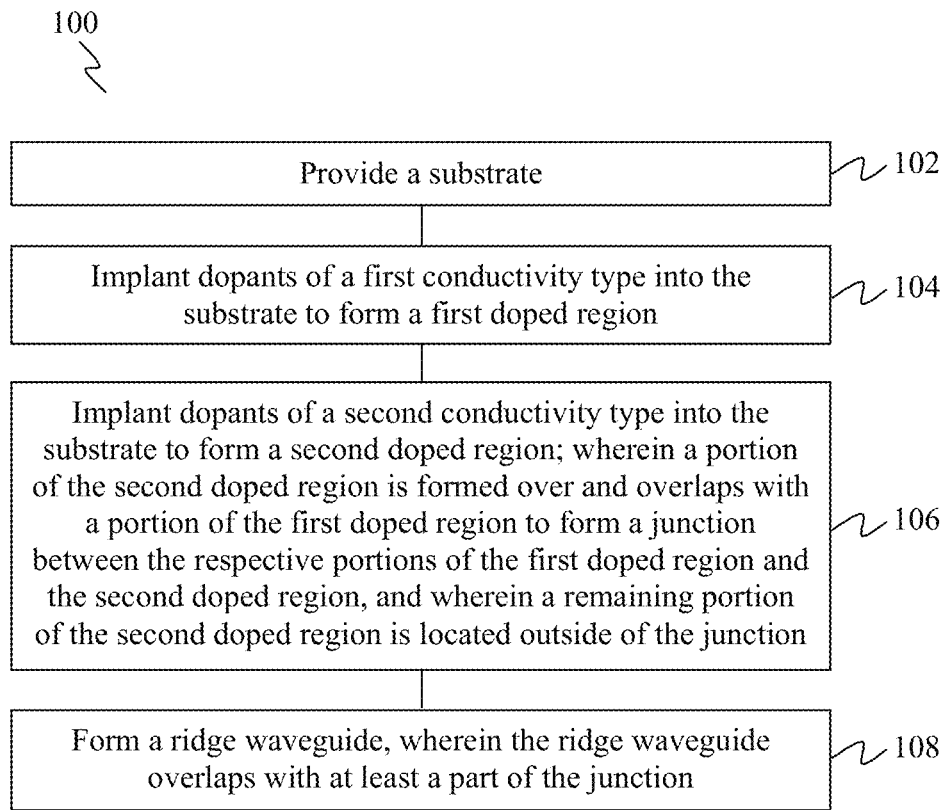 100
Provide a substrate
102
Implant dopants of a first conductivity type into the
substrate to form a first doped region
104
Implant dopants of a second conductivity type into the
substrate to form a second doped region; wherein a portion
of the second doped region is formed over and overlaps with
a portion of the first doped region to form a junction
between the respective portions of the first doped region and
the second doped region, and wherein a remaining portion
of the second doped region is located outside of the junction
106
Form a ridge waveguide, wherein the ridge waveguide
overlaps with at least a part of the junction
108